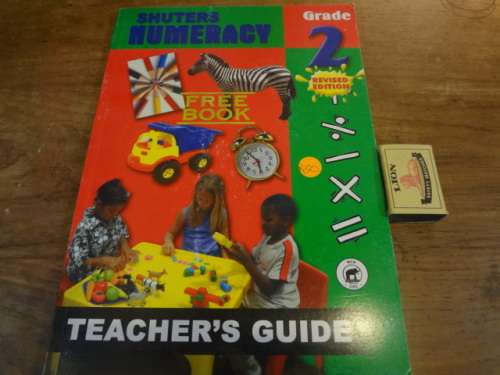 SHUTERS
NUMERACY
Grade
2
REVISED
EDITION
FREE
BOOK
÷
×
=
TEACHER'S GUIDE
LION